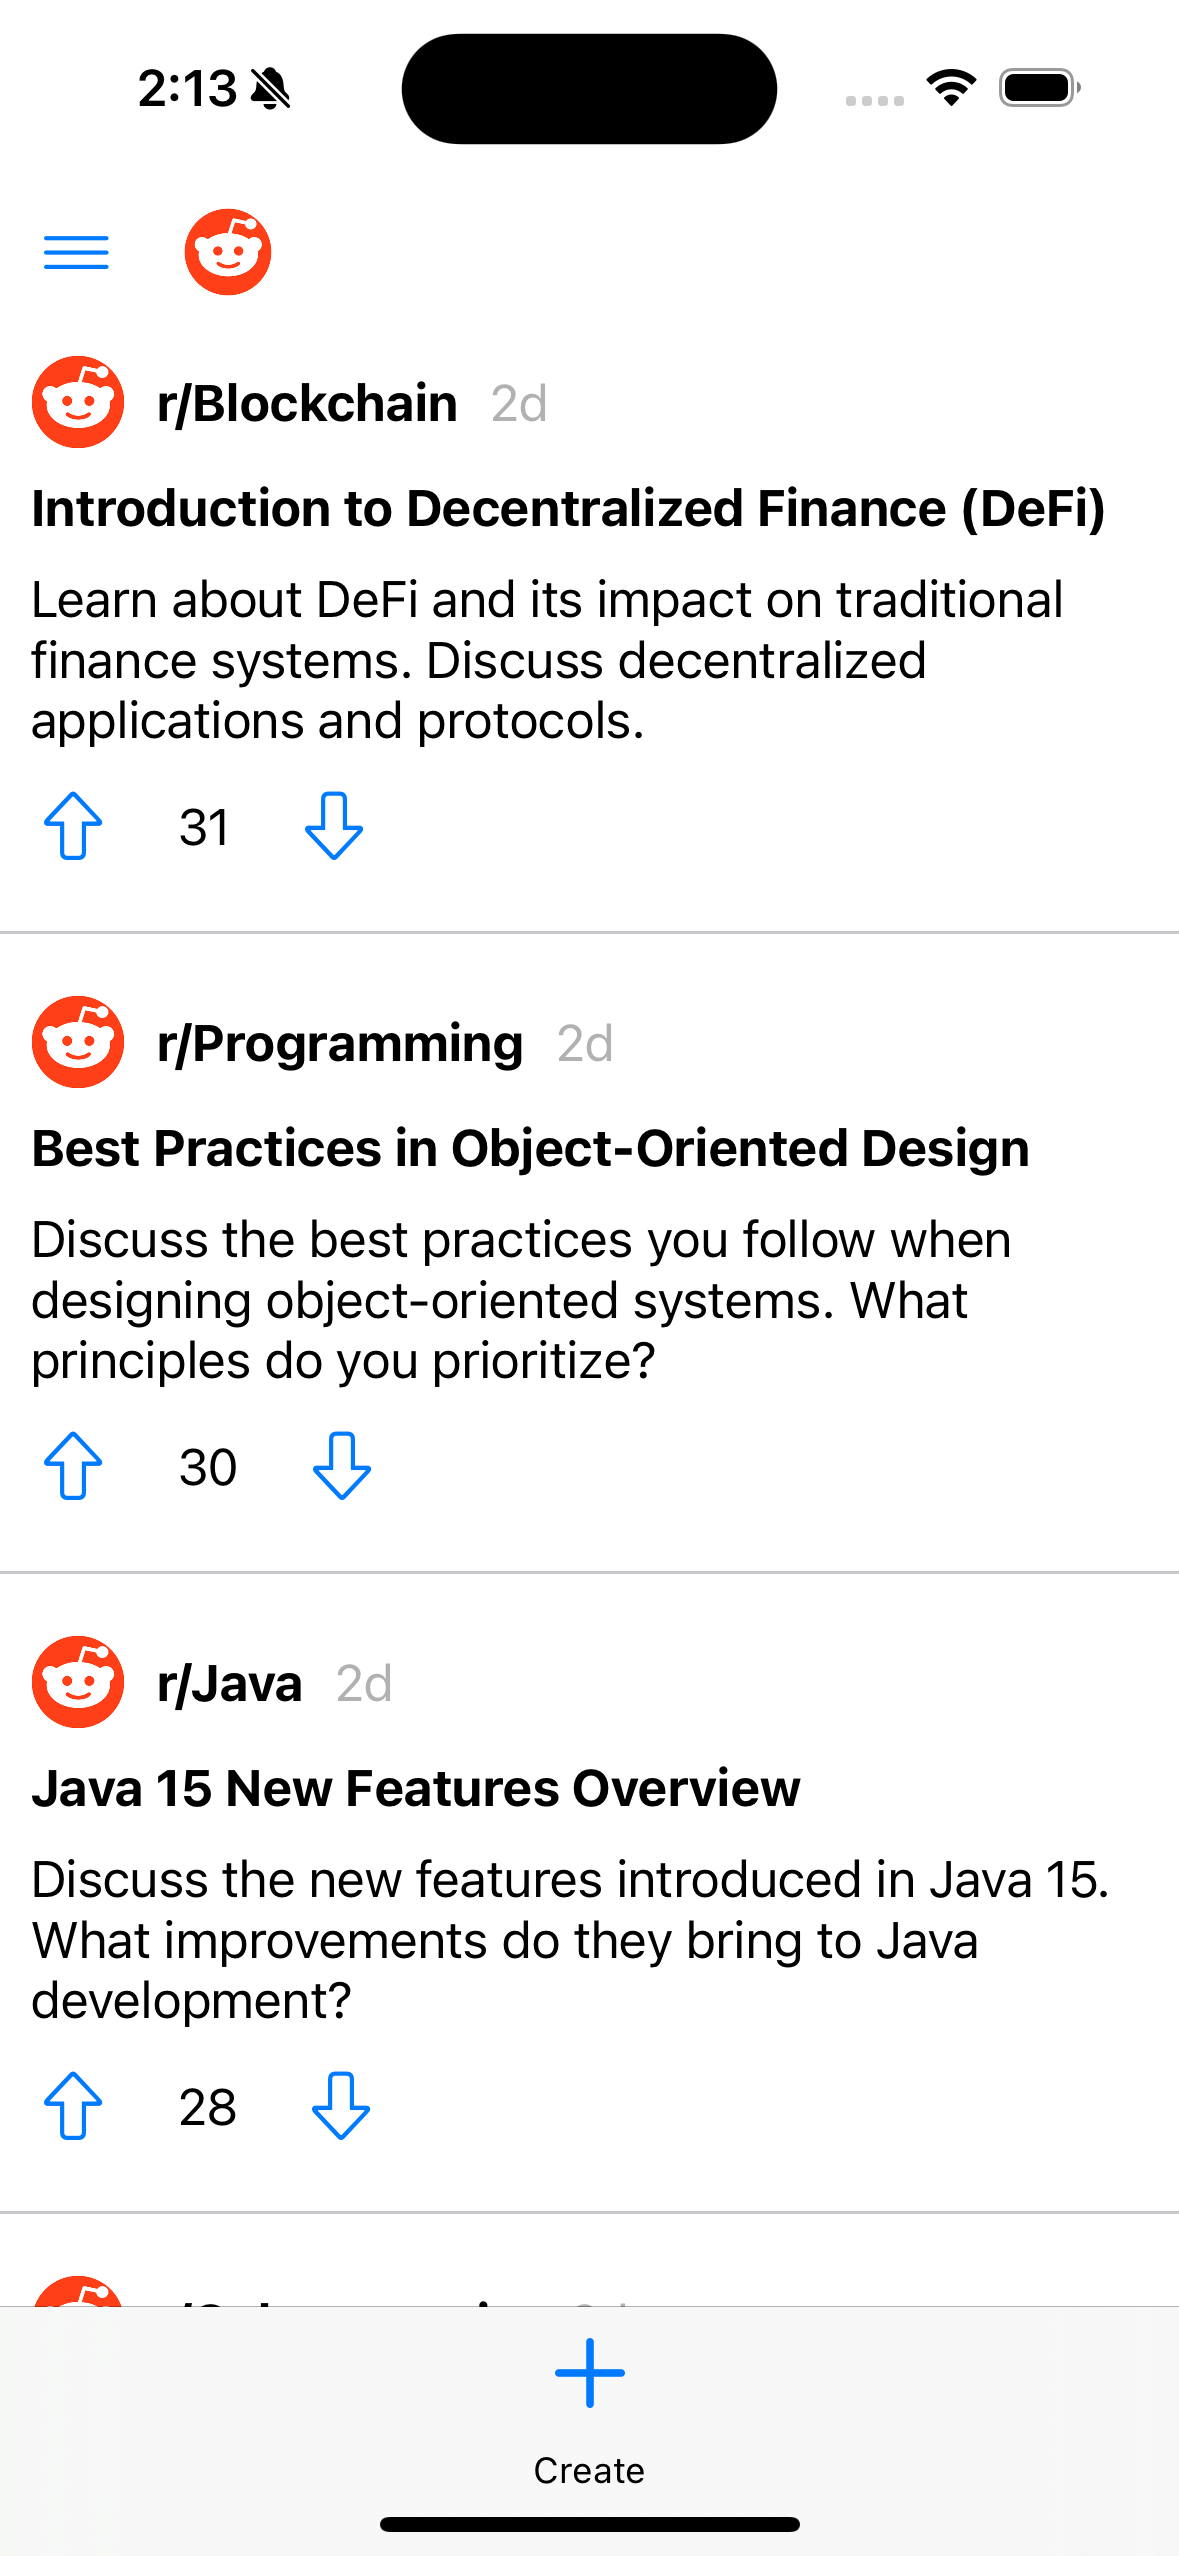 2:13
r/Blockchain 2d
Introduction to Decentralized Finance (DeFi)
Learn about DeFi and its impact on traditional
finance systems. Discuss decentralized
applications and protocols.
31
r/Programming 2d
Best Practices in Object-Oriented Design
Discuss the best practices you follow when
designing object-oriented systems. What
principles do you prioritize?
30
r/Java 2d
Java 15 New Features Overview
Discuss the new features introduced in Java 15.
What improvements do they bring to Java
development?
28
Create